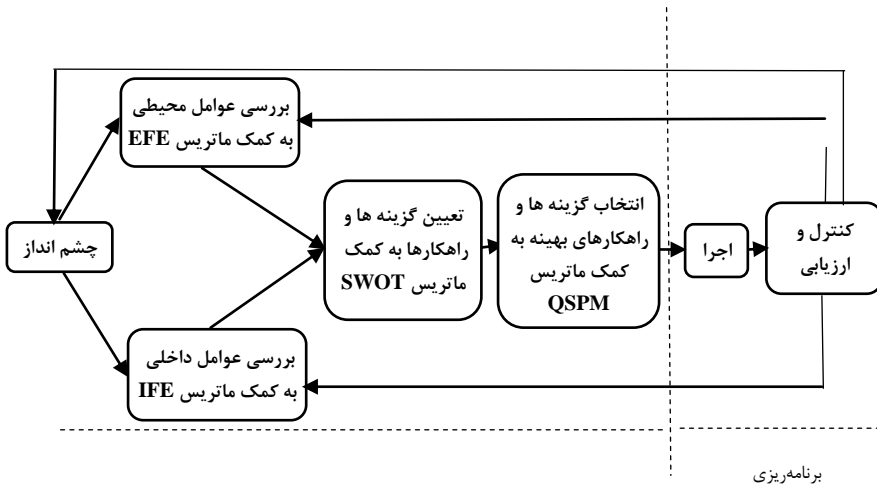 چشم انداز
بررسی عوامل محیطی
به کمک ماتریس EFE
بررسی عوامل داخلی
به کمک ماتریس IFE
تعیین گزینه ها و
راهکارها به کمک
ماتریس SWOT
انتخاب گزینه ها و
راهکارهای بهینه به
کمک ماتریس
QSPM
اجرا
کنترل و
ارزیابی
برنامه‌ریزی